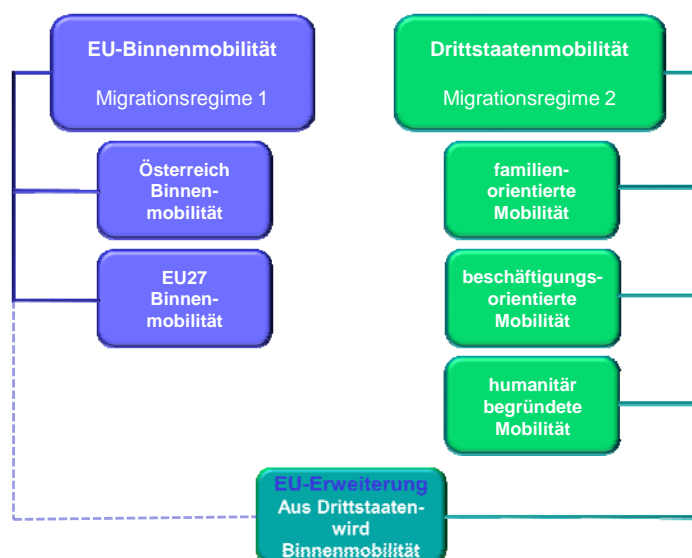 EU-Binnenmobilität
Migrationsregime 1
Österreich
Binnen-
mobilität
EU27
Binnen-
mobilität
Drittstaatenmobilität
Migrationsregime 2
familien-
orientierte
Mobilität
beschäftigungs-
orientierte
Mobilität
humanitär
begründete
Mobilität
EU-Erweiterung
Aus Drittstaaten-
wird
Binnenmobilität